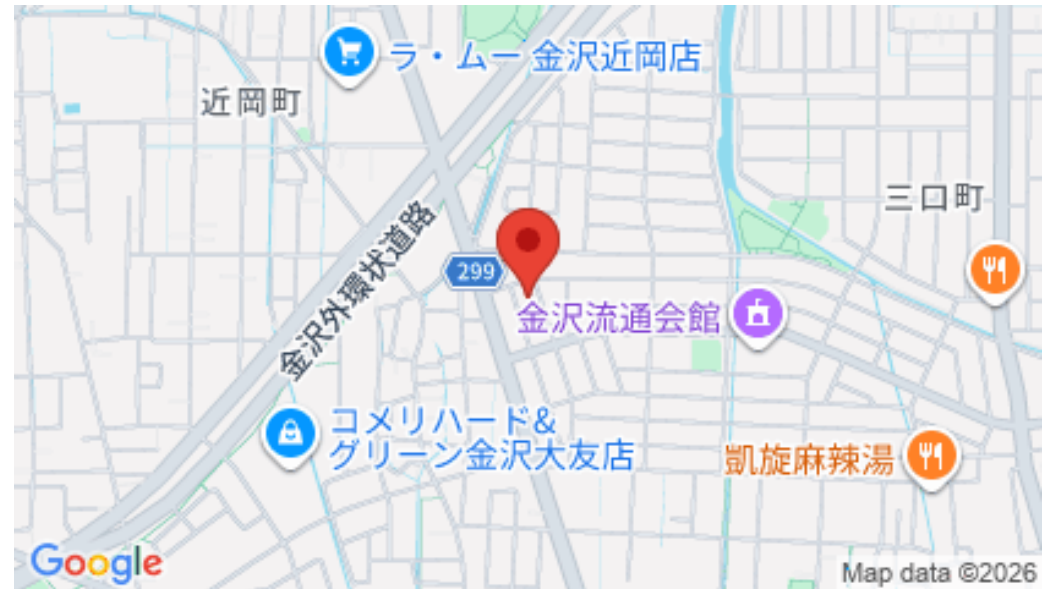 ラ・ムー 金沢近岡店
近岡町
三口町
金沢外環状道路
299
金沢流通会館
コメリハード&
グリーン金沢大友店
凱旋麻辣湯
Google
Map data ©2026